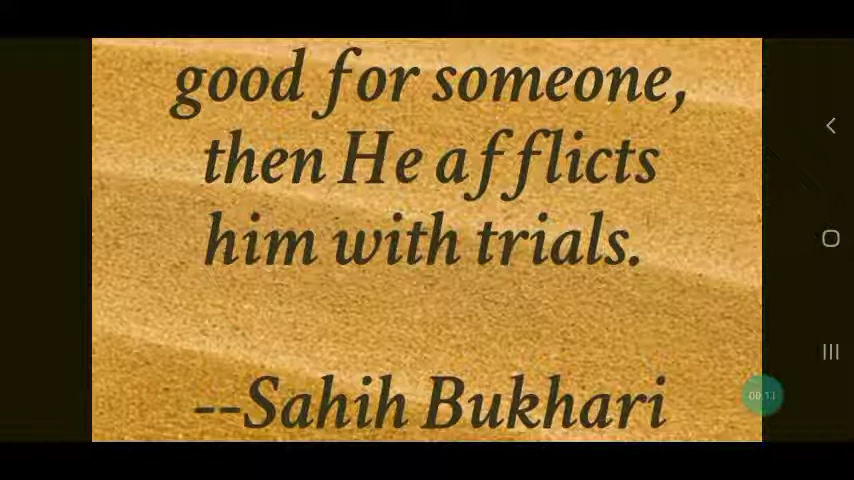 good for someone,
then He afflicts
him with trials.
--Sahih Bukhari